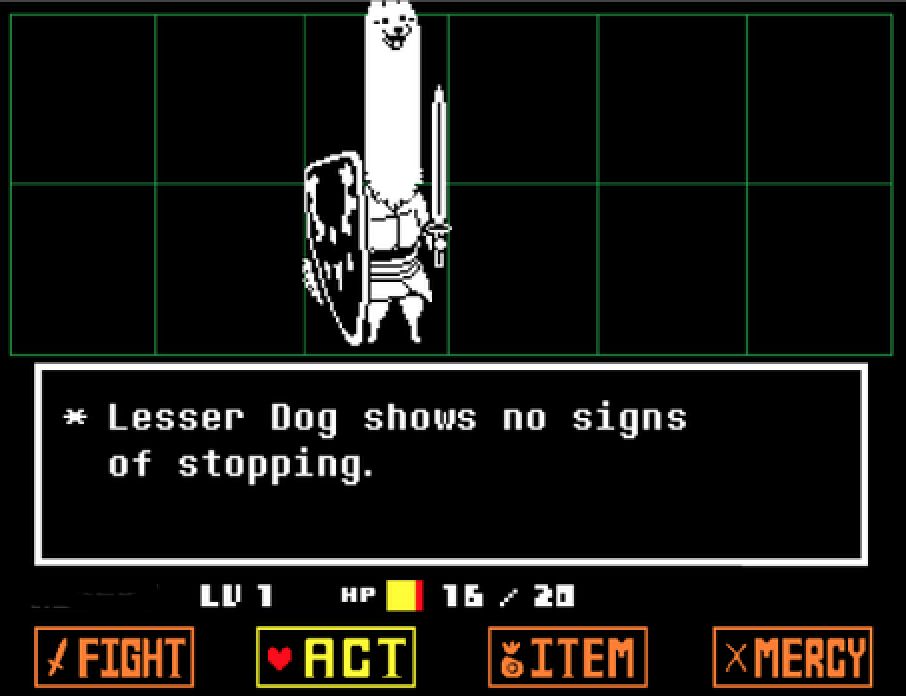 * Lesser Dog shows no signs
of stopping.
LV 1 HP 16 / 20
FIGHT ACT ITEM MERCY